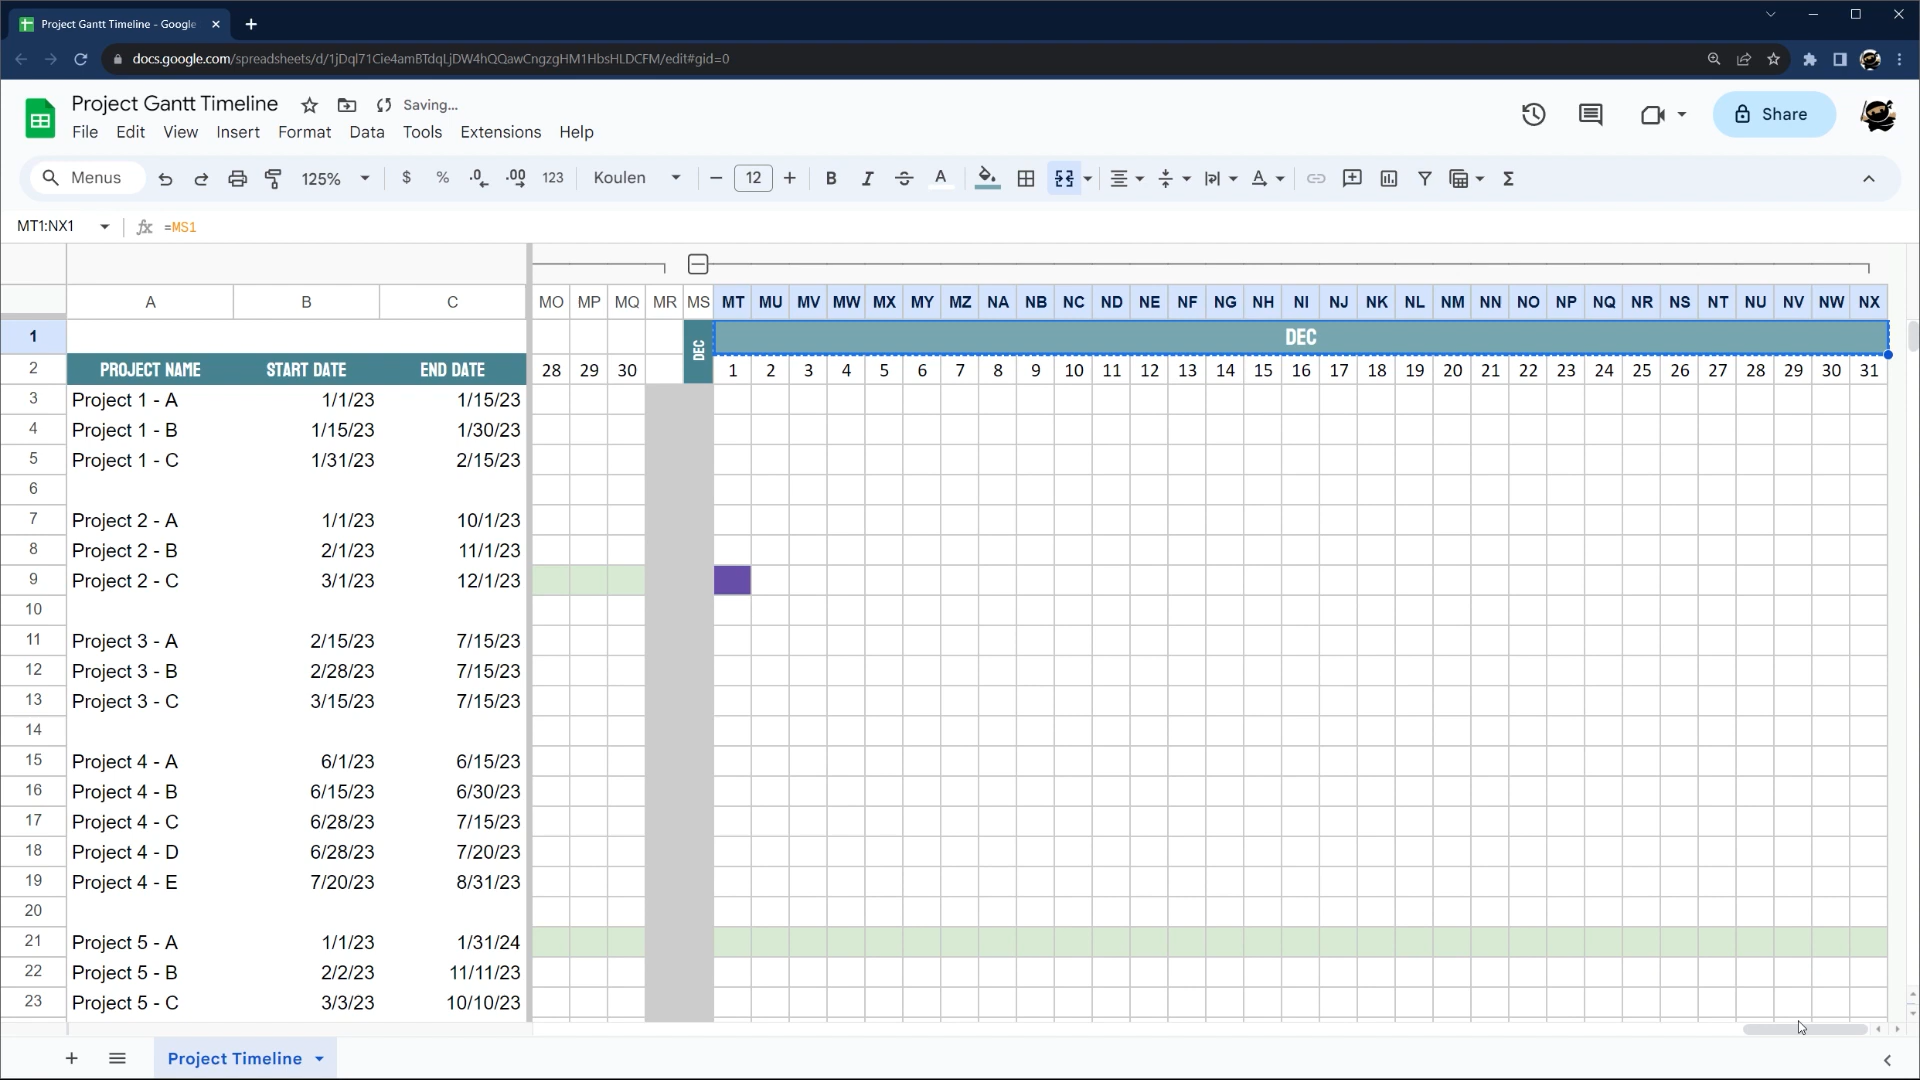 Project Gantt Timeline - Google
docs.google.com/spreadsheets/d/1jDql71Cie4amBTdqLjDW4hQQawCngzgHM1HbsHLDCFM/edit#gid=0
Project Gantt Timeline Saving...
File Edit View Insert Format Data Tools Extensions Help
Share
Menus 125% $ % .0 .00 123 Koulen 12 B I S A Σ
MT1:NX1 fx =MS1
A B C MO MP MQ MR MS MT MU MV MW MX MY MZ NA NB NC ND NE NF NG NH NI NJ NK NL NM NN NO NP NQ NR NS NT NU NV NW NX
1 DEC DEC
2 PROJECT NAME START DATE END DATE 28 29 30 1 2 3 4 5 6 7 8 9 10 11 12 13 14 15 16 17 18 19 20 21 22 23 24 25 26 27 28 29 30 31
3 Project 1 - A 1/1/23 1/15/23
4 Project 1 - B 1/15/23 1/30/23
5 Project 1 - C 1/31/23 2/15/23
6
7 Project 2 - A 1/1/23 10/1/23
8 Project 2 - B 2/1/23 11/1/23
9 Project 2 - C 3/1/23 12/1/23
10
11 Project 3 - A 2/15/23 7/15/23
12 Project 3 - B 2/28/23 7/15/23
13 Project 3 - C 3/15/23 7/15/23
14
15 Project 4 - A 6/1/23 6/15/23
16 Project 4 - B 6/15/23 6/30/23
17 Project 4 - C 6/28/23 7/15/23
18 Project 4 - D 6/28/23 7/20/23
19 Project 4 - E 7/20/23 8/31/23
20
21 Project 5 - A 1/1/23 1/31/24
22 Project 5 - B 2/2/23 11/11/23
23 Project 5 - C 3/3/23 10/10/23
Project Timeline